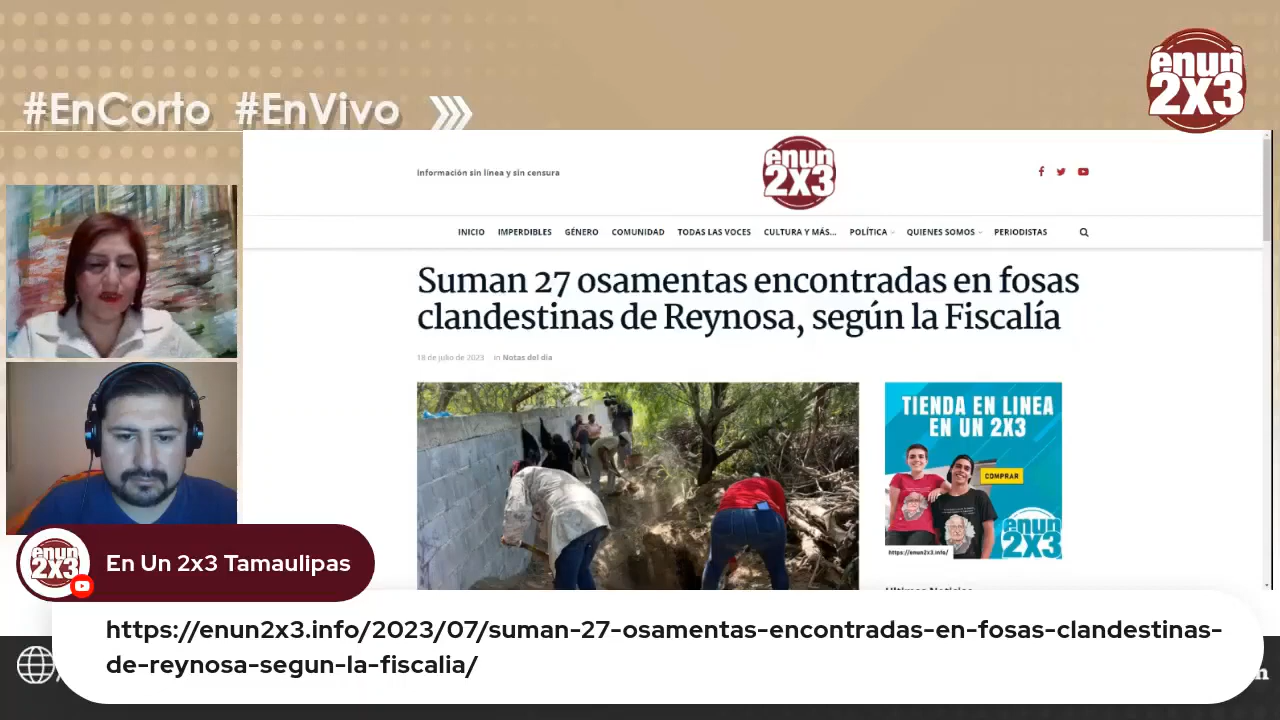 #EnCorto #EnVivo
enun
2x3
Información sin línea y sin censura
enun
2x3
INICIO IMPERDIBLES GÉNERO COMUNIDAD TODAS LAS VOCES CULTURA Y MÁS... POLÍTICA QUIENES SOMOS PERIODISTAS
Suman 27 osamentas encontradas en fosas
clandestinas de Reynosa, según la Fiscalía
18 de julio de 2023 in Notas del día
TIENDA EN LINEA
EN UN 2X3
COMPRAR
enun
2x3
https://enun2x3.info/
enun
2x3
En Un 2x3 Tamaulipas
https://enun2x3.info/2023/07/suman-27-osamentas-encontradas-en-fosas-clandestinas-
de-reynosa-segun-la-fiscalia/